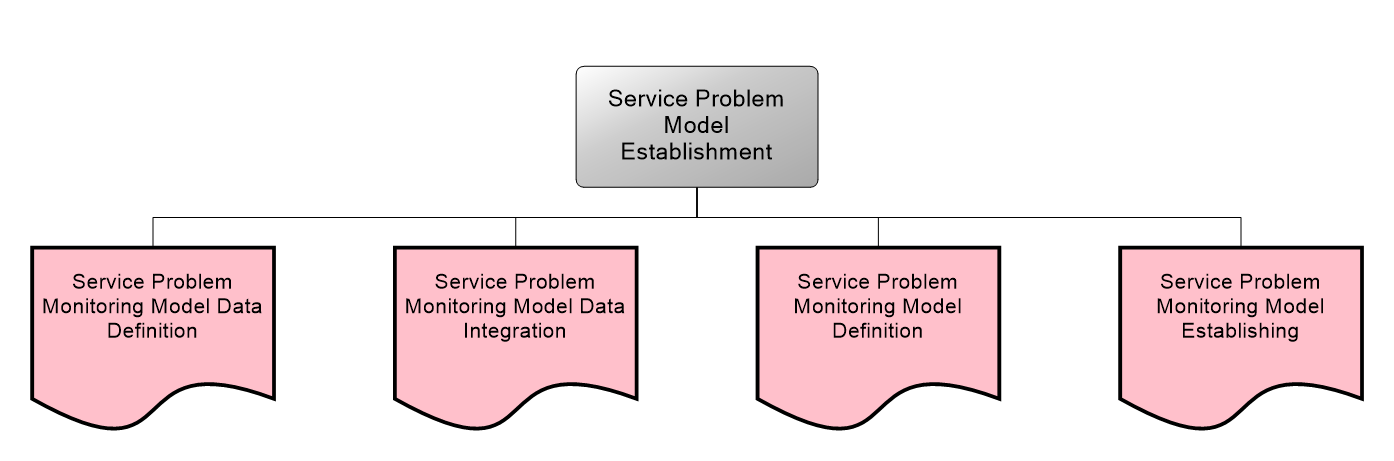 Service Problem
Model
Establishment
Service Problem
Monitoring Model Data
Definition
Service Problem
Monitoring Model Data
Integration
Service Problem
Monitoring Model
Definition
Service Problem
Monitoring Model
Establishing